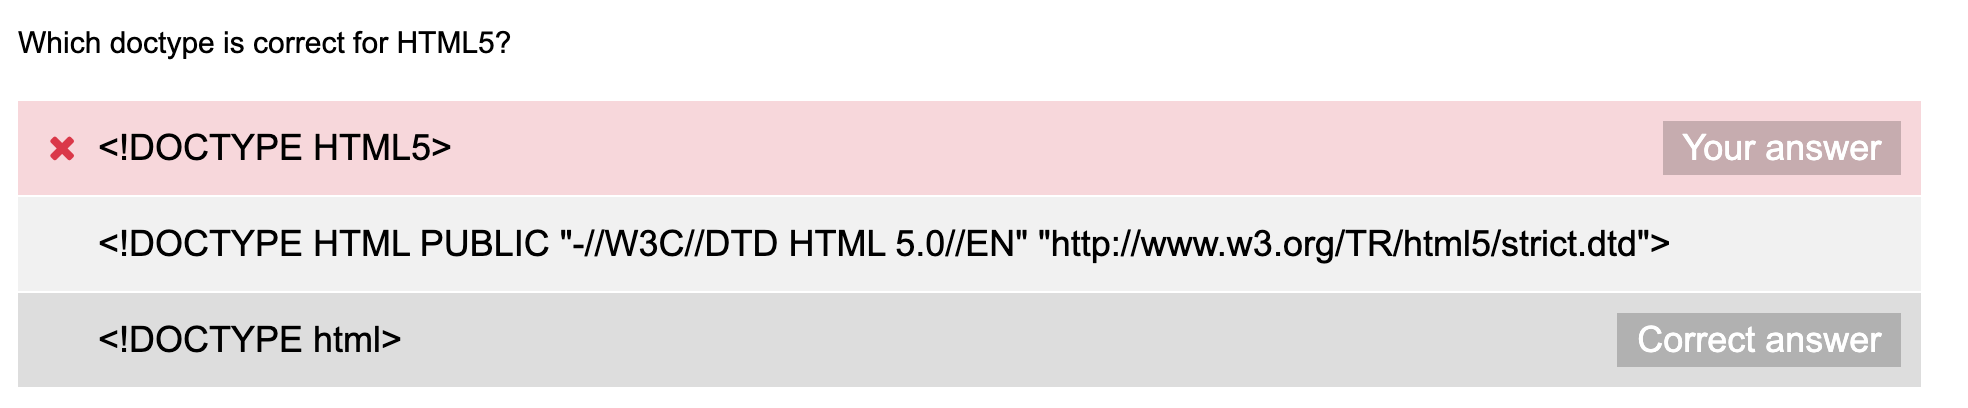 Which doctype is correct for HTML5?
<!DOCTYPE HTML5> Your answer
<!DOCTYPE HTML PUBLIC "-//W3C//DTD HTML 5.0//EN" "http://www.w3.org/TR/html5/strict.dtd">
<!DOCTYPE html> Correct answer